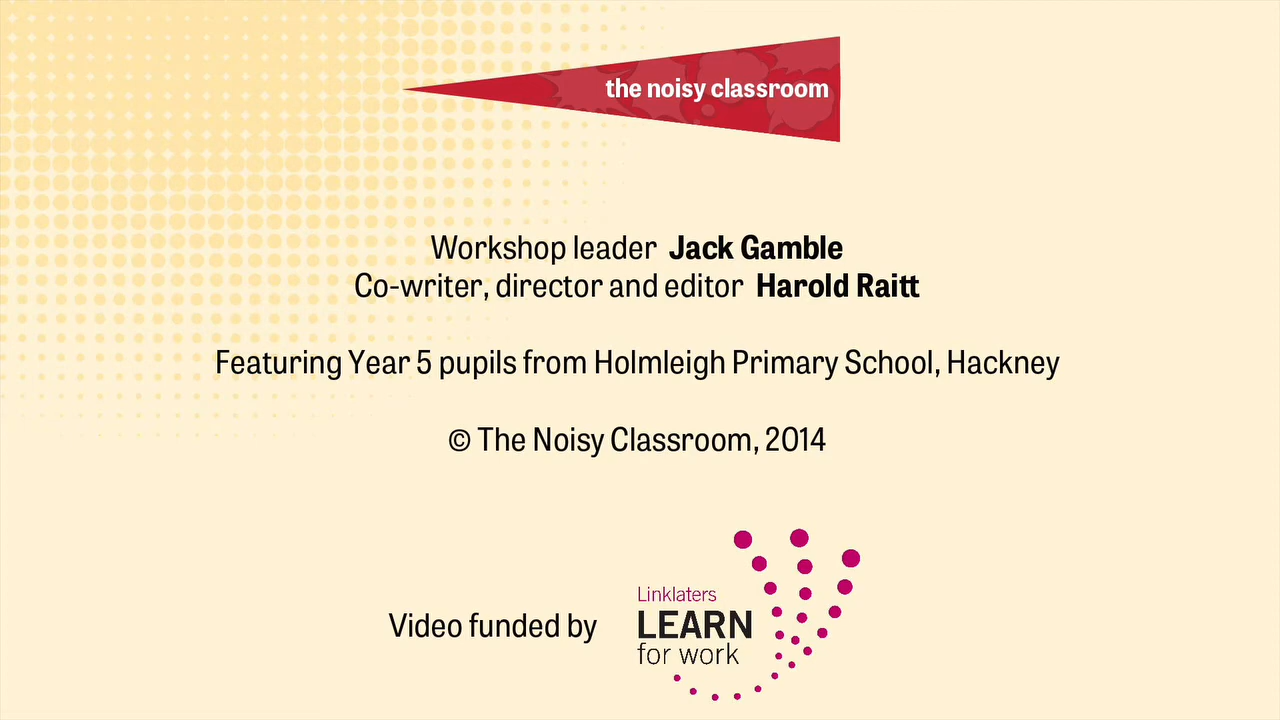 the noisy classroom
Workshop leader Jack Gamble
Co-writer, director and editor Harold Raitt
Featuring Year 5 pupils from Holmleigh Primary School, Hackney
© The Noisy Classroom, 2014
Linklaters
LEARN
for work
Video funded by